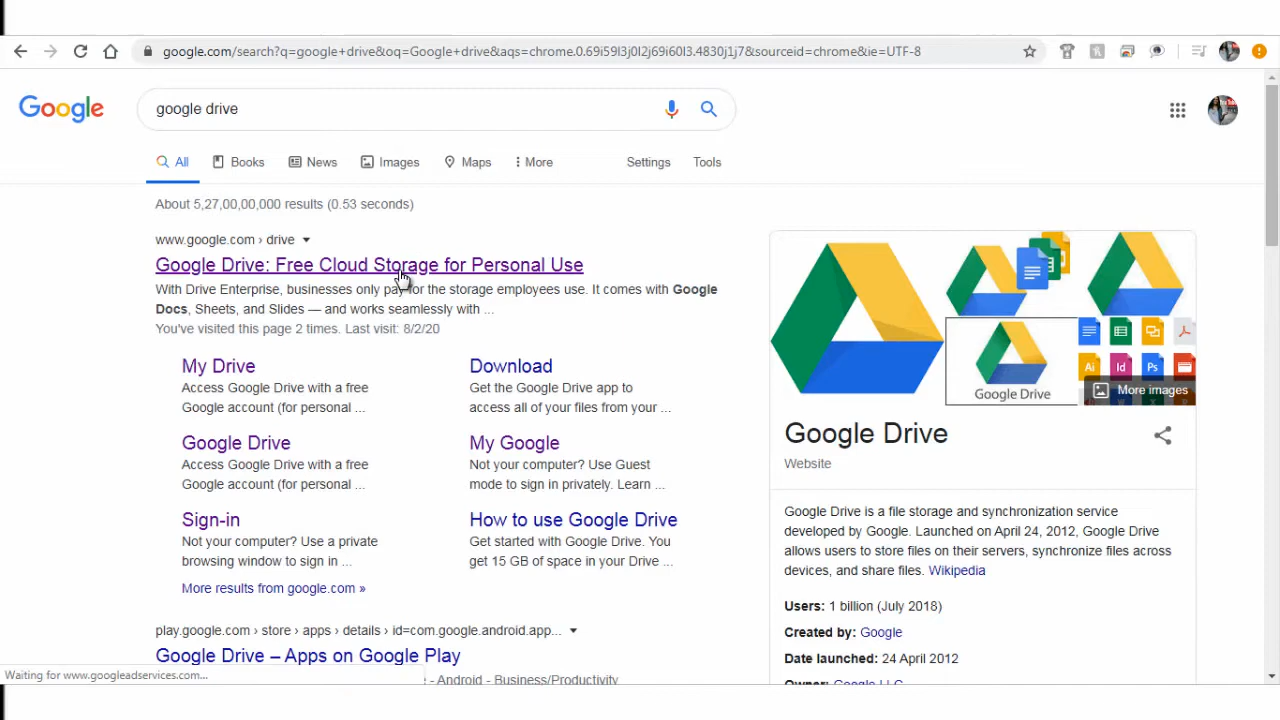 google.com/search?q=google+drive&oq=Google+drive&aqs=chrome.0.69i59l3j0l2j69i60l3.4830j1j7&sourceid=chrome&ie=UTF-8
Google
google drive
All
Books
News
Images
Maps
More
Settings
Tools
About 5,27,00,00,000 results (0.53 seconds)
www.google.com › drive
Google Drive: Free Cloud Storage for Personal Use
With Drive Enterprise, businesses only pay for the storage employees use. It comes with Google
Docs, Sheets, and Slides — and works seamlessly with ...
You've visited this page 2 times. Last visit: 8/2/20
My Drive
Access Google Drive with a free
Google account (for personal ...
Download
Get the Google Drive app to
access all of your files from your ...
Google Drive
Access Google Drive with a free
Google account (for personal ...
My Google
Not your computer? Use Guest
mode to sign in privately. Learn ...
Sign-in
Not your computer? Use a private
browsing window to sign in ...
How to use Google Drive
Get started with Google Drive. You
get 15 GB of space in your Drive ...
More results from google.com »
play.google.com › store › apps › details › id=com.google.android.app...
Google Drive – Apps on Google Play
- Android - Business/Productivity
Waiting for www.googleadservices.com...
Google Drive
Ai
Id
Ps
More images
Google Drive
Website
Google Drive is a file storage and synchronization service
developed by Google. Launched on April 24, 2012, Google Drive
allows users to store files on their servers, synchronize files across
devices, and share files. Wikipedia
Users: 1 billion (July 2018)
Created by: Google
Date launched: 24 April 2012
Owner: Google LLC